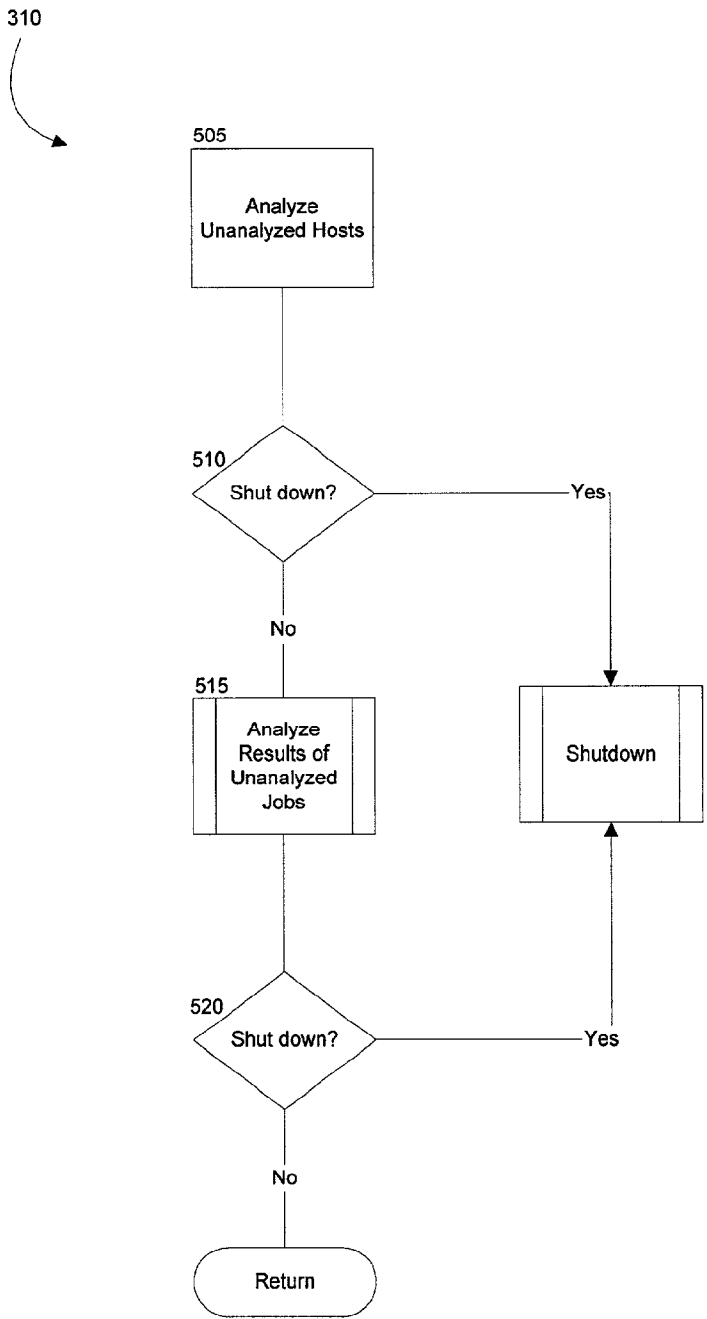 310
505
Analyze
Unanalyzed Hosts
510
Shut down?
Yes
No
515
Analyze
Results of
Unanalyzed
Jobs
Shutdown
520
Shut down?
Yes
No
Return